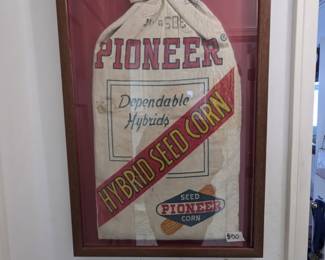 PIONEER®
Dependable
Hybrids
HYBRID SEED CORN
SEED
PIONEER
CORN